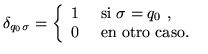 δ_{q₀ σ} = { 1 si σ = q₀ ,
0 en otro caso.